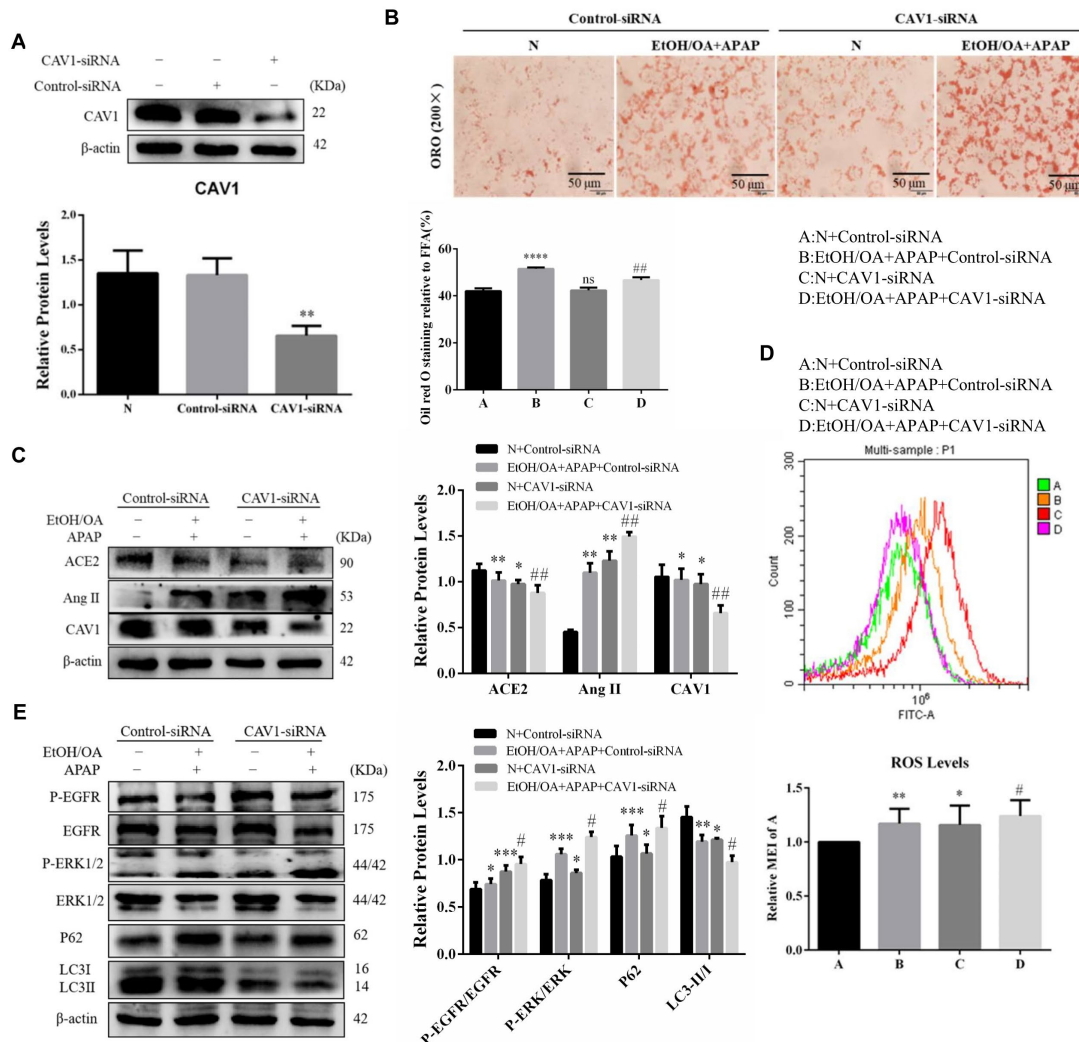 A
CAV1-siRNA – – +
Control-siRNA – + – (KDa)
CAV1 22
β-actin 42
CAV1
Relative Protein Levels
2.0
1.5
1.0
0.5
0.0
**
N Control-siRNA CAV1-siRNA
B
Control-siRNA CAV1-siRNA
N EtOH/OA+APAP N EtOH/OA+APAP
ORO (200×)
50 μm 50 μm 50 μm 50 μm
Oil red O staining relative to FFA(%)
60
40
20
0
**** ns ##
A B C D
A:N+Control-siRNA
B:EtOH/OA+APAP+Control-siRNA
C:N+CAV1-siRNA
D:EtOH/OA+APAP+CAV1-siRNA
C
Control-siRNA CAV1-siRNA
EtOH/OA – + – +
APAP – + – + (KDa)
ACE2 90
Ang II 53
CAV1 22
β-actin 42
N+Control-siRNA
EtOH/OA+APAP+Control-siRNA
N+CAV1-siRNA
EtOH/OA+APAP+CAV1-siRNA
Relative Protein Levels
2.0
1.5
1.0
0.5
0.0
** * ## ** ** ## * * ##
ACE2 Ang II CAV1
D
A:N+Control-siRNA
B:EtOH/OA+APAP+Control-siRNA
C:N+CAV1-siRNA
D:EtOH/OA+APAP+CAV1-siRNA
Multi-sample : P1
Count
300
200
100
0
10⁶
FITC-A
A
B
C
D
ROS Levels
Relative MEI of A
1.5
1.0
0.5
0.0
** * #
A B C D
E
Control-siRNA CAV1-siRNA
EtOH/OA – + – +
APAP – + – + (KDa)
P-EGFR 175
EGFR 175
P-ERK1/2 44/42
ERK1/2 44/42
P62 62
LC3I 16
LC3II 14
β-actin 42
N+Control-siRNA
EtOH/OA+APAP+Control-siRNA
N+CAV1-siRNA
EtOH/OA+APAP+CAV1-siRNA
Relative Protein Levels
2.0
1.5
1.0
0.5
0.0
* *** # *** * # *** * # ** * #
P-EGFR/EGFR P-ERK/ERK P62 LC3-II/I